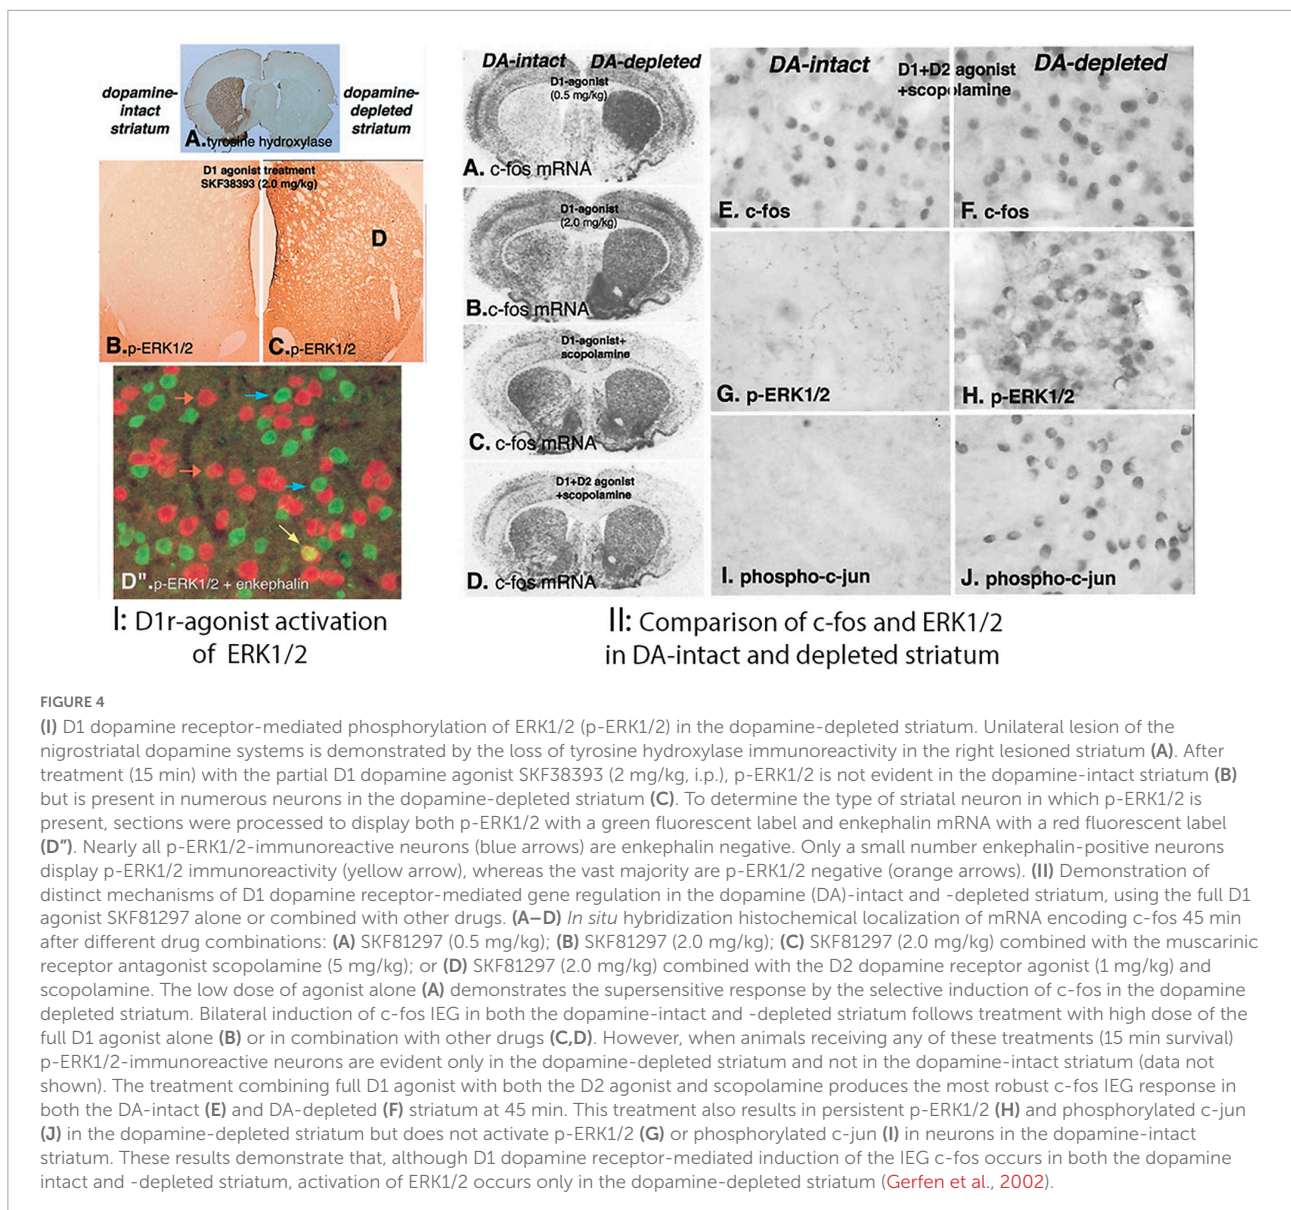 dopamine-
intact
striatum
dopamine-
depleted
striatum
A. tyrosine hydroxylase
D1 agonist treatment
SKF38393 (2.0 mg/kg)
D
B. p-ERK1/2
C. p-ERK1/2
D". p-ERK1/2 + enkephalin
I: D1r-agonist activation
of ERK1/2
DA-intact DA-depleted
D1-agonist
(0.5 mg/kg)
A. c-fos mRNA
D1-agonist
(2.0 mg/kg)
B. c-fos mRNA
D1-agonist+
scopolamine
C. c-fos mRNA
D1+D2 agonist
+scopolamine
D. c-fos mRNA
DA-intact
D1+D2 agonist
+scopolamine
DA-depleted
E. c-fos
F. c-fos
G. p-ERK1/2
H. p-ERK1/2
I. phospho-c-jun
J. phospho-c-jun
II: Comparison of c-fos and ERK1/2
in DA-intact and depleted striatum
FIGURE 4
(I) D1 dopamine receptor-mediated phosphorylation of ERK1/2 (p-ERK1/2) in the dopamine-depleted striatum. Unilateral lesion of the
nigrostriatal dopamine systems is demonstrated by the loss of tyrosine hydroxylase immunoreactivity in the right lesioned striatum (A). After
treatment (15 min) with the partial D1 dopamine agonist SKF38393 (2 mg/kg, i.p.), p-ERK1/2 is not evident in the dopamine-intact striatum (B)
but is present in numerous neurons in the dopamine-depleted striatum (C). To determine the type of striatal neuron in which p-ERK1/2 is
present, sections were processed to display both p-ERK1/2 with a green fluorescent label and enkephalin mRNA with a red fluorescent label
(D”). Nearly all p-ERK1/2-immunoreactive neurons (blue arrows) are enkephalin negative. Only a small number enkephalin-positive neurons
display p-ERK1/2 immunoreactivity (yellow arrow), whereas the vast majority are p-ERK1/2 negative (orange arrows). (II) Demonstration of
distinct mechanisms of D1 dopamine receptor-mediated gene regulation in the dopamine (DA)-intact and -depleted striatum, using the full D1
agonist SKF81297 alone or combined with other drugs. (A–D) In situ hybridization histochemical localization of mRNA encoding c-fos 45 min
after different drug combinations: (A) SKF81297 (0.5 mg/kg); (B) SKF81297 (2.0 mg/kg); (C) SKF81297 (2.0 mg/kg) combined with the muscarinic
receptor antagonist scopolamine (5 mg/kg); or (D) SKF81297 (2.0 mg/kg) combined with the D2 dopamine receptor agonist (1 mg/kg) and
scopolamine. The low dose of agonist alone (A) demonstrates the supersensitive response by the selective induction of c-fos in the dopamine
depleted striatum. Bilateral induction of c-fos IEG in both the dopamine-intact and -depleted striatum follows treatment with high dose of the
full D1 agonist alone (B) or in combination with other drugs (C,D). However, when animals receiving any of these treatments (15 min survival)
p-ERK1/2-immunoreactive neurons are evident only in the dopamine-depleted striatum and not in the dopamine-intact striatum (data not
shown). The treatment combining full D1 agonist with both the D2 agonist and scopolamine produces the most robust c-fos IEG response in
both the DA-intact (E) and DA-depleted (F) striatum at 45 min. This treatment also results in persistent p-ERK1/2 (H) and phosphorylated c-jun
(J) in the dopamine-depleted striatum but does not activate p-ERK1/2 (G) or phosphorylated c-jun (I) in neurons in the dopamine-intact
striatum. These results demonstrate that, although D1 dopamine receptor-mediated induction of the IEG c-fos occurs in both the dopamine
intact and -depleted striatum, activation of ERK1/2 occurs only in the dopamine-depleted striatum (Gerfen et al., 2002).